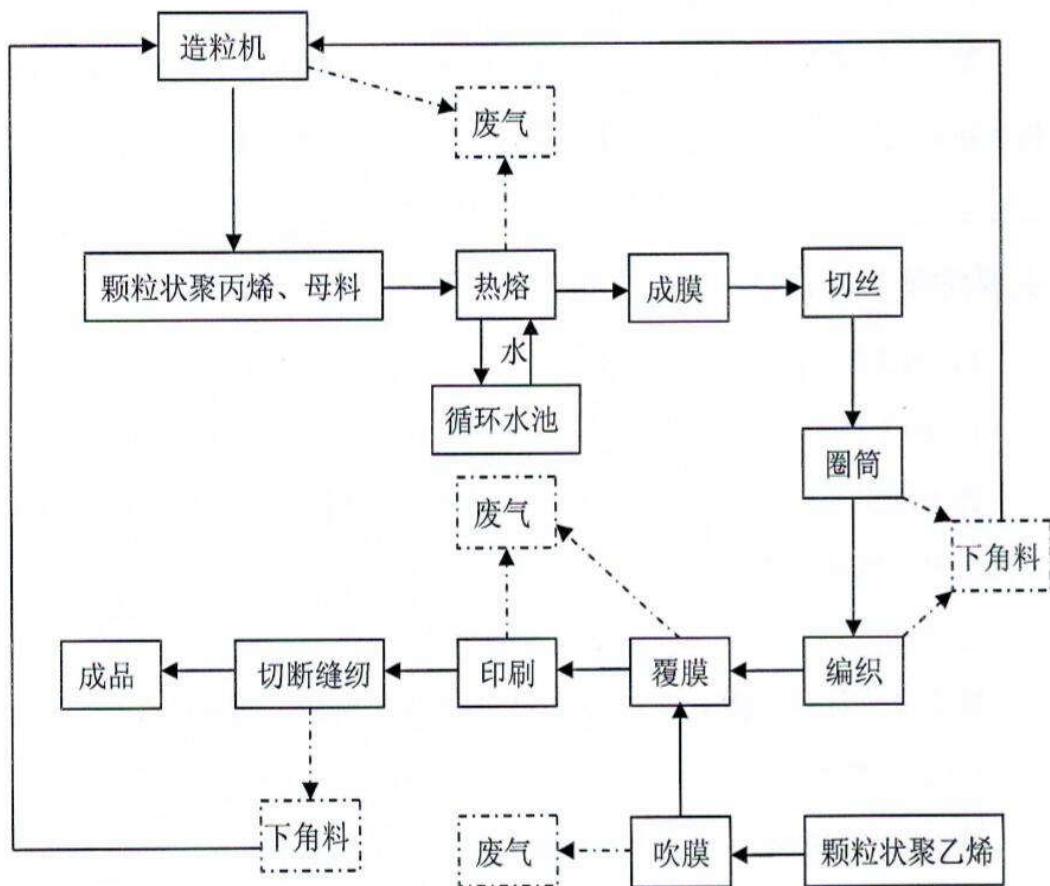 造粒机
废气
颗粒状聚丙烯、母料
热熔
成膜
切丝
水
循环水池
圈筒
废气
下角料
成品
切断缝纫
印刷
覆膜
编织
下角料
废气
吹膜
颗粒状聚乙烯